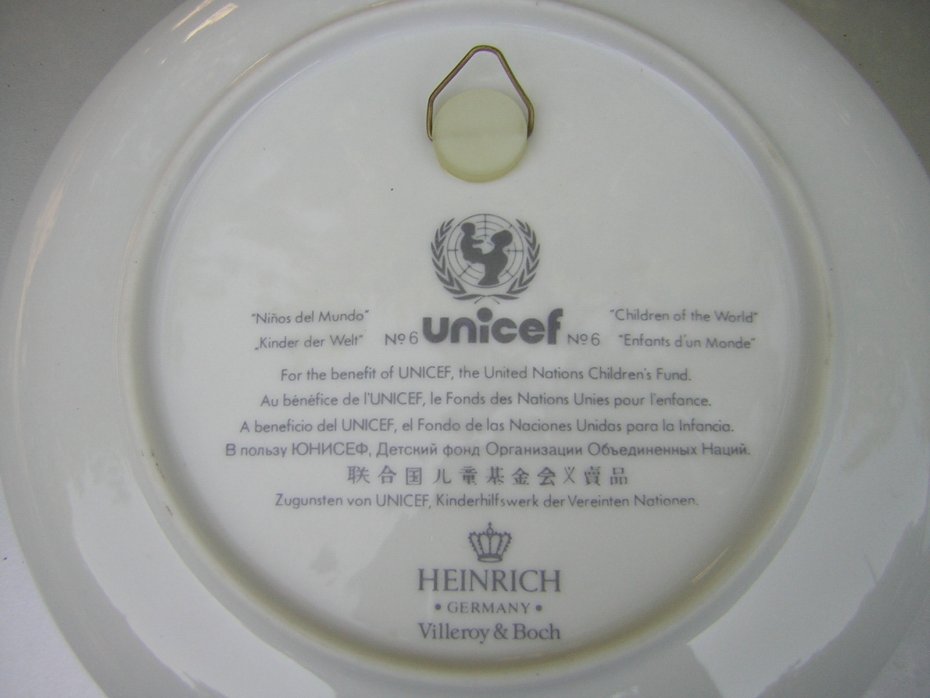 "Niños del Mundo" "Children of the World"
„Kinder der Welt" Nº 6 unicef Nº 6 "Enfants d'un Monde"
For the benefit of UNICEF, the United Nations Children's Fund.
Au bénéfice de l'UNICEF, le Fonds des Nations Unies pour l'enfance.
A beneficio del UNICEF, el Fondo de las Naciones Unidas para la Infancia.
В пользу ЮНИСЕФ, Детский фонд Организации Объединенных Наций.
联合国儿童基金会义賣品
Zugunsten von UNICEF, Kinderhilfswerk der Vereinten Nationen.
HEINRICH
• GERMANY •
Villeroy & Boch